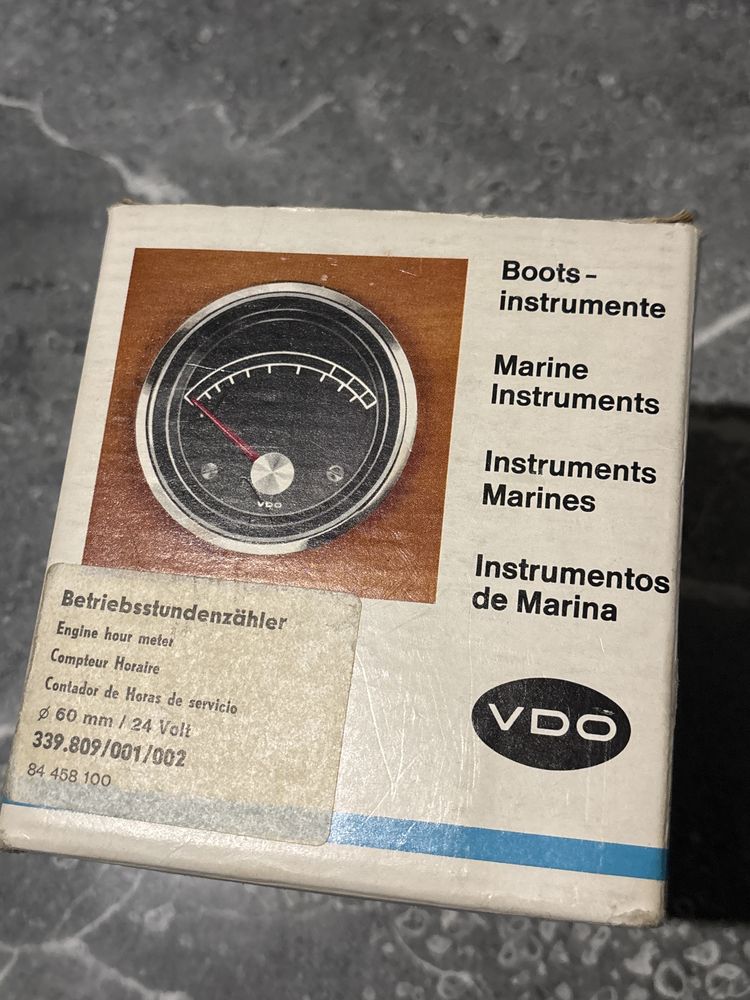 Boots-
instrumente
Marine
Instruments
Instruments
Marines
Instrumentos
de Marina
VDO
VDO
Betriebsstundenzähler
Engine hour meter
Compteur Horaire
Contador de Horas de servicio
ø 60 mm / 24 Volt
339.809/001/002
84 458 100